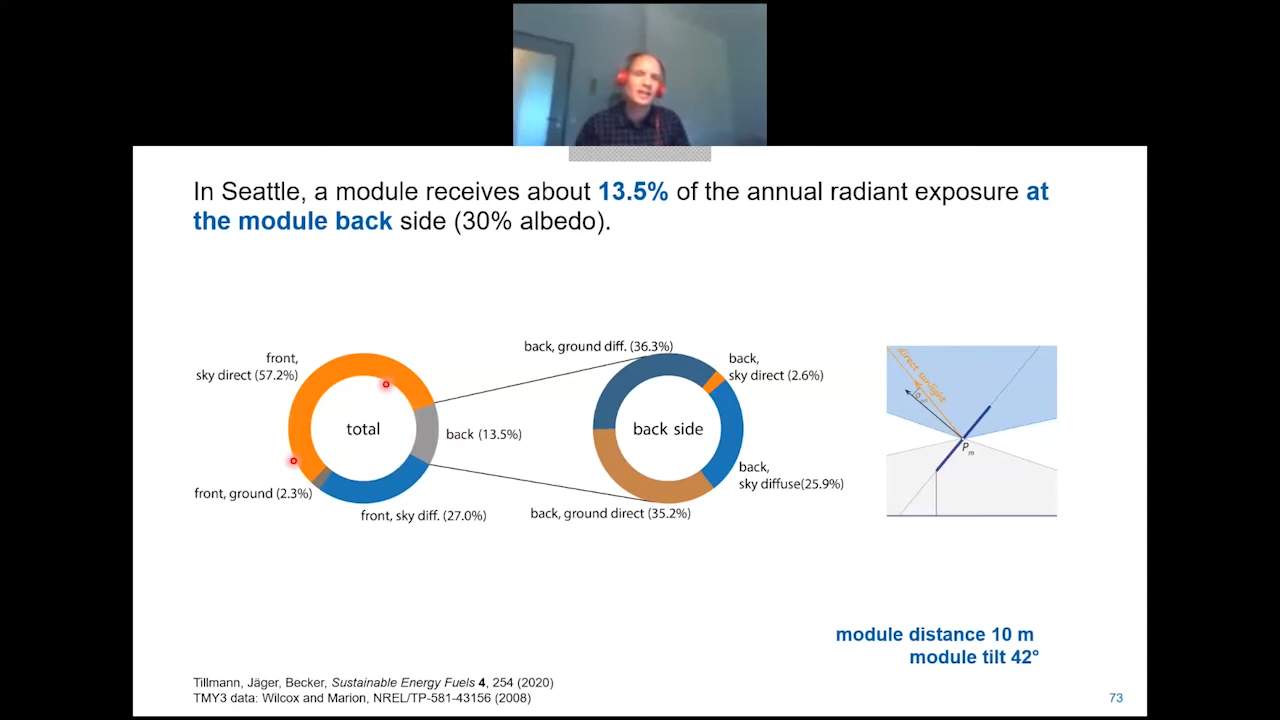 In Seattle, a module receives about 13.5% of the annual radiant exposure at
the module back side (30% albedo).
front,
sky direct (57.2%)
total
back (13.5%)
front, ground (2.3%)
front, sky diff. (27.0%)
back, ground diff. (36.3%)
back,
sky direct (2.6%)
back side
back,
sky diffuse(25.9%)
back, ground direct (35.2%)
direct sunlight
Pm
module distance 10 m
module tilt 42°
Tillmann, Jäger, Becker, Sustainable Energy Fuels 4, 254 (2020)
TMY3 data: Wilcox and Marion, NREL/TP-581-43156 (2008)
73